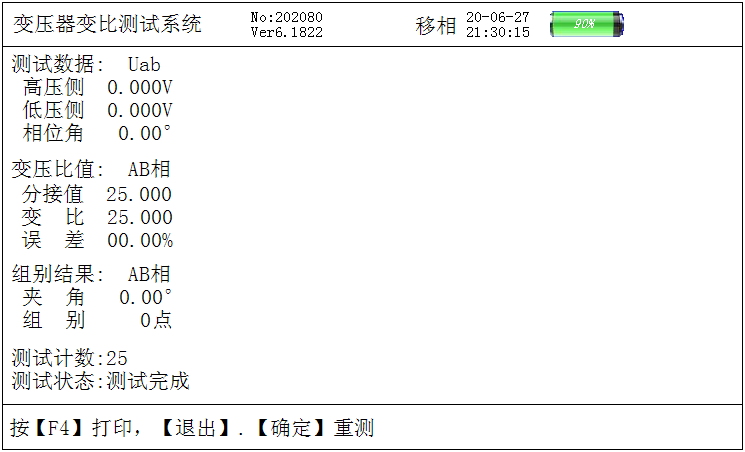 变压器变比测试系统 No:202080 移相 20-06-27 90%
Ver6.1822 21:30:15
测试数据: Uab
高压侧 0.000V
低压侧 0.000V
相位角 0.00°
变压比值: AB相
分接值 25.000
变 比 25.000
误 差 00.00%
组别结果: AB相
夹 角 0.00°
组 别 0点
测试计数:25
测试状态:测试完成
按【F4】打印，【退出】.【确定】重测